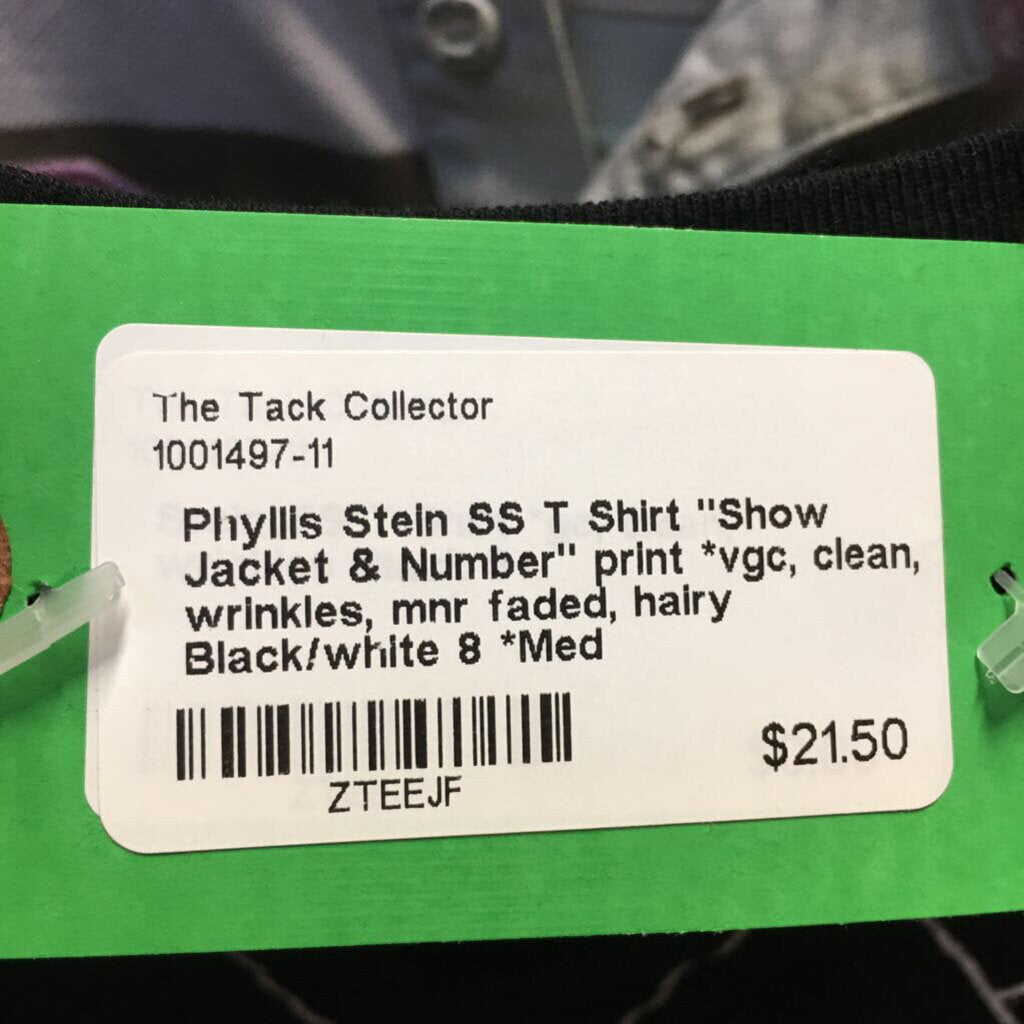 The Tack Collector
1001497-11
Phyllis Stein SS T Shirt "Show
Jacket & Number" print *vgc, clean,
wrinkles, mnr faded, hairy
Black/white 8 *Med
ZTEEJF
$21.50